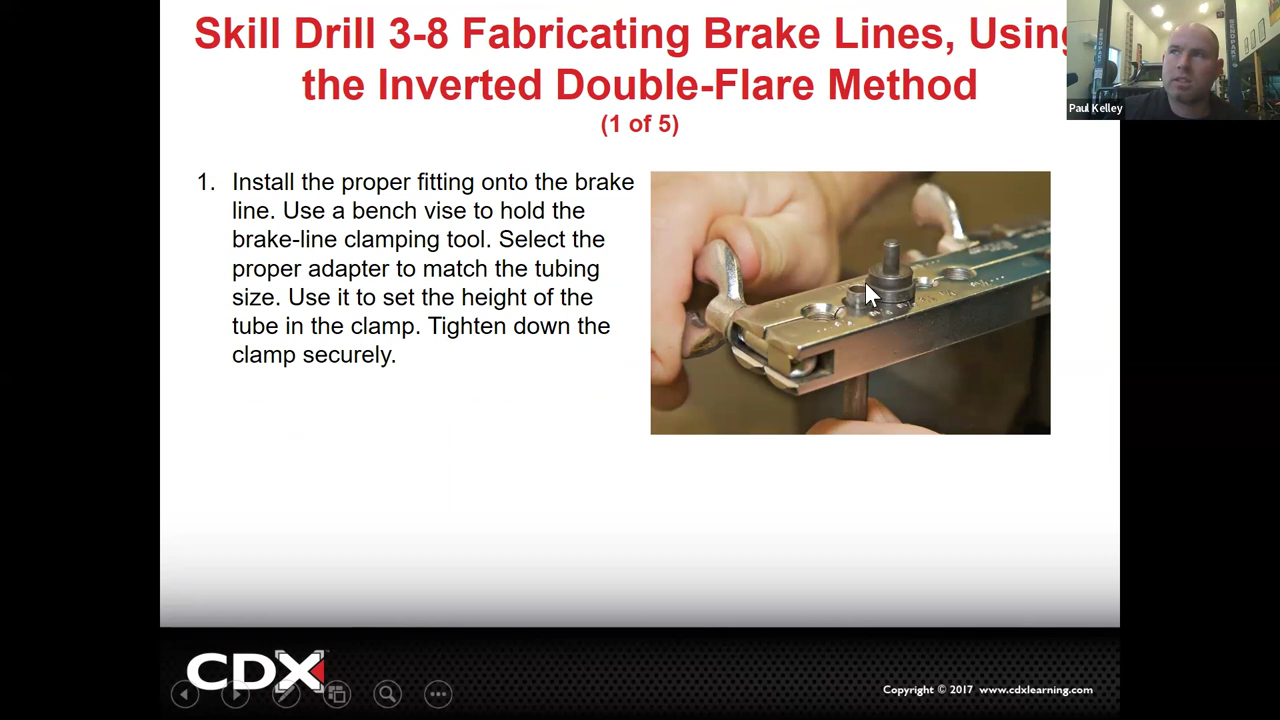 Skill Drill 3-8 Fabricating Brake Lines, Using
the Inverted Double-Flare Method
(1 of 5)
Paul Kelley
1. Install the proper fitting onto the brake
line. Use a bench vise to hold the
brake-line clamping tool. Select the
proper adapter to match the tubing
size. Use it to set the height of the
tube in the clamp. Tighten down the
clamp securely.
CDX
Copyright © 2017 www.cdxlearning.com